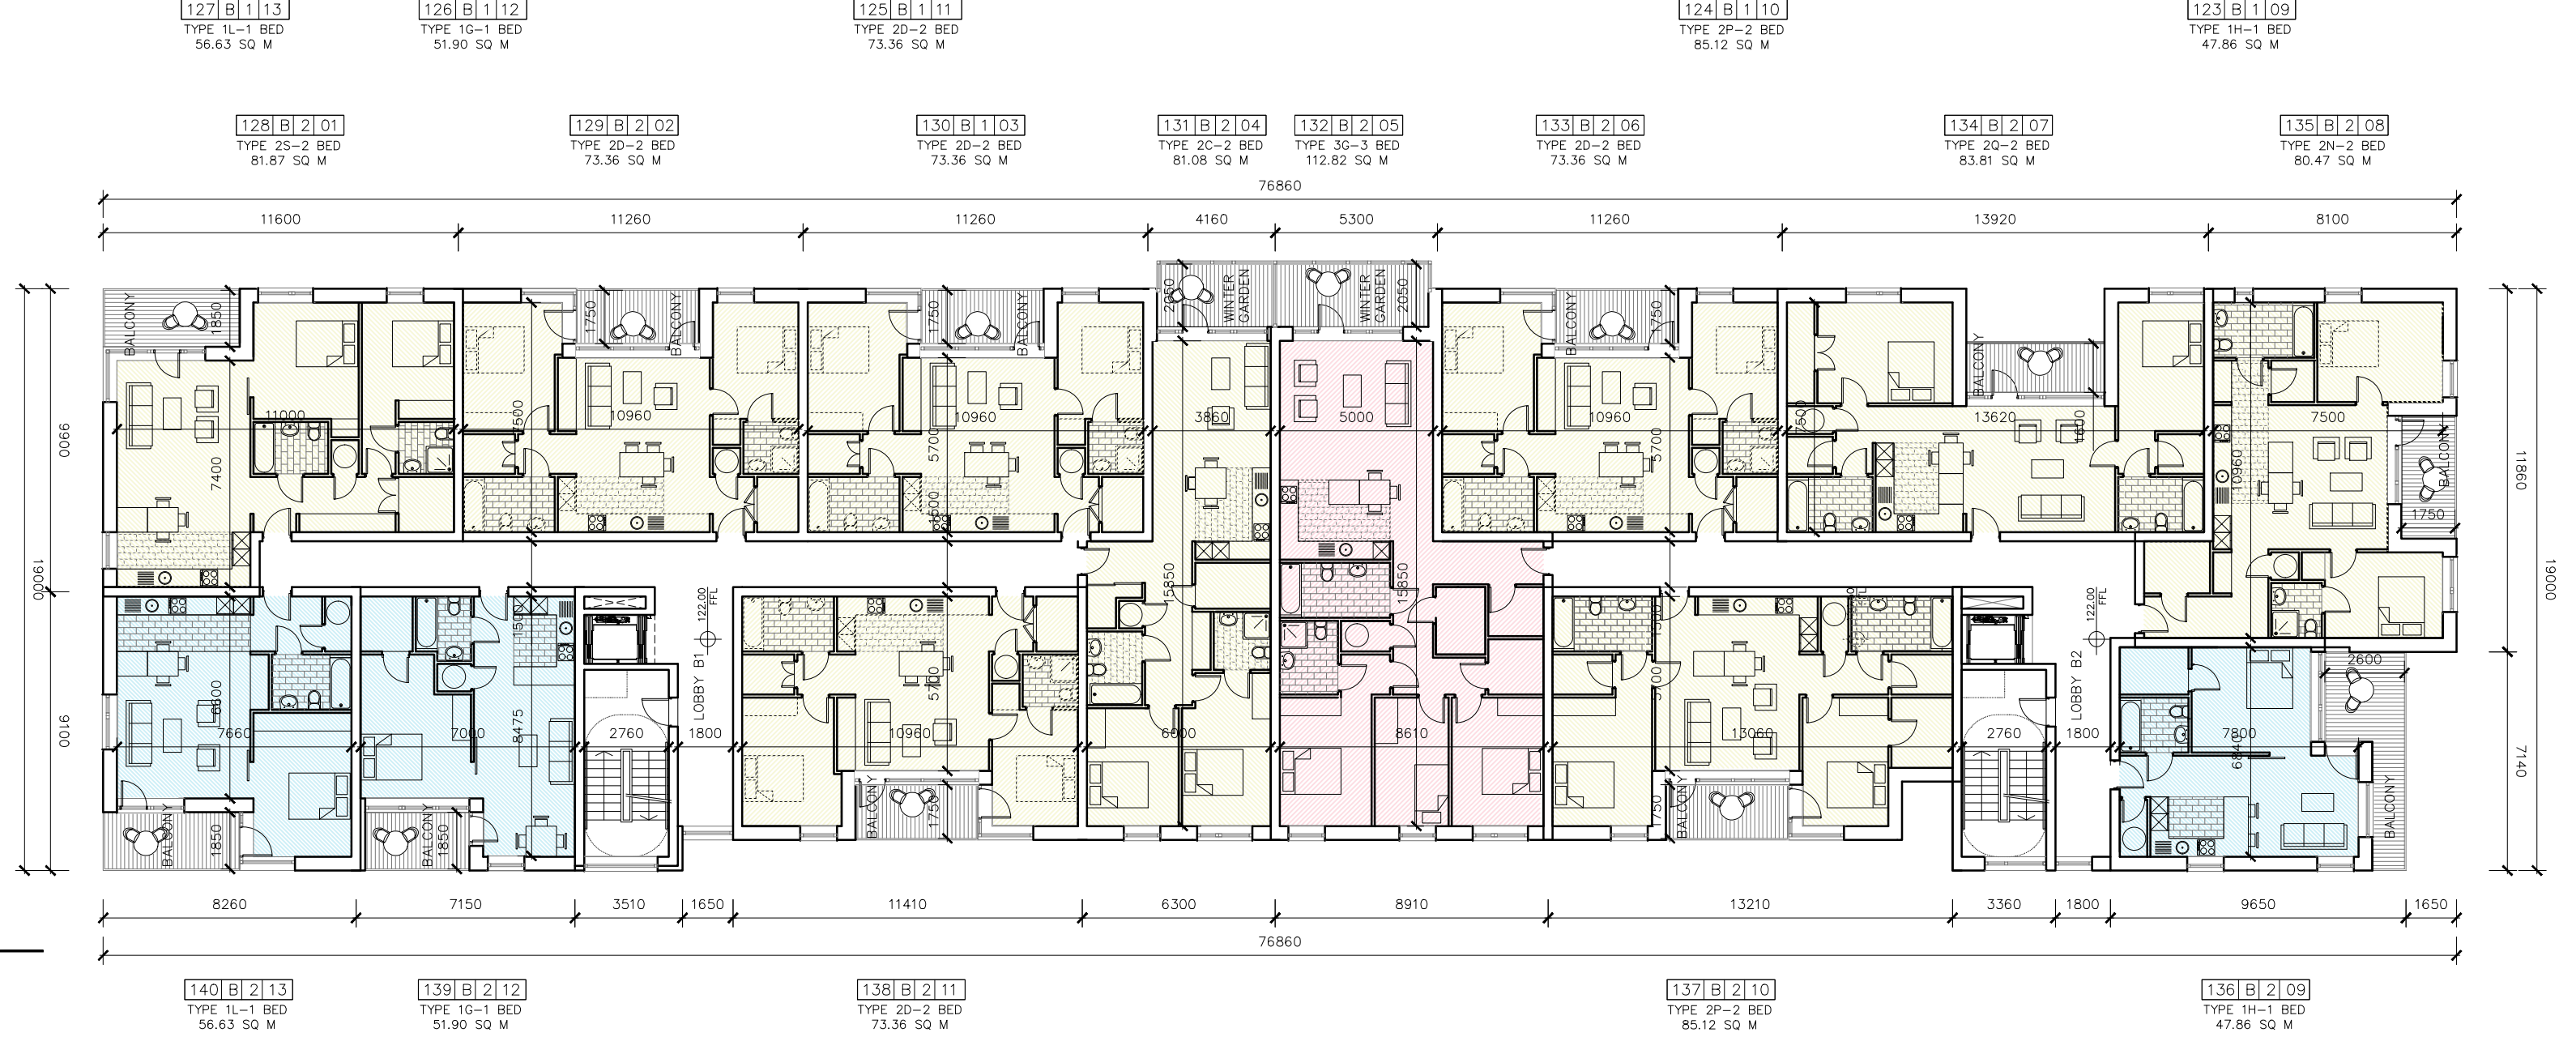 127 B 1 13
TYPE 1L-1 BED
56.63 SQ M
126 B 1 12
TYPE 1G-1 BED
51.90 SQ M
125 B 1 11
TYPE 2D-2 BED
73.36 SQ M
124 B 1 10
TYPE 2P-2 BED
85.12 SQ M
123 B 1 09
TYPE 1H-1 BED
47.86 SQ M
128 B 2 01
TYPE 2S-2 BED
81.87 SQ M
129 B 2 02
TYPE 2D-2 BED
73.36 SQ M
130 B 1 03
TYPE 2D-2 BED
73.36 SQ M
131 B 2 04
TYPE 2C-2 BED
81.08 SQ M
132 B 2 05
TYPE 3G-3 BED
112.82 SQ M
133 B 2 06
TYPE 2D-2 BED
73.36 SQ M
134 B 2 07
TYPE 2Q-2 BED
83.81 SQ M
135 B 2 08
TYPE 2N-2 BED
80.47 SQ M
76860
11600 11260 11260 4160 5300 11260 13920 8100
9900
19000
9100
11860
19000
7140
BALCONY
1850
1750
BALCONY
1750
BALCONY
2050
WINTER
GARDEN
WINTER
GARDEN
2050
BALCONY
1750
BALCONY
BALCONY
1750
11000
10960
10960
3860
5000
10960
13620
7500
7400
7500
5700
5700
7500
1600
15850
15850
122.00
FFL
LOBBY B1
122.00
FFL
LOBBY B2
6600
8475
5700
5700
6840
7660
7000
2760
1800
10960
6000
8610
13060
2760
1800
7800
2600
BALCONY
1850
BALCONY
1850
BALCONY
1750
1750
BALCONY
BALCONY
8260 7150 3510 1650 11410 6300 8910 13210 3360 1800 9650 1650
76860
140 B 2 13
TYPE 1L-1 BED
56.63 SQ M
139 B 2 12
TYPE 1G-1 BED
51.90 SQ M
138 B 2 11
TYPE 2D-2 BED
73.36 SQ M
137 B 2 10
TYPE 2P-2 BED
85.12 SQ M
136 B 2 09
TYPE 1H-1 BED
47.86 SQ M